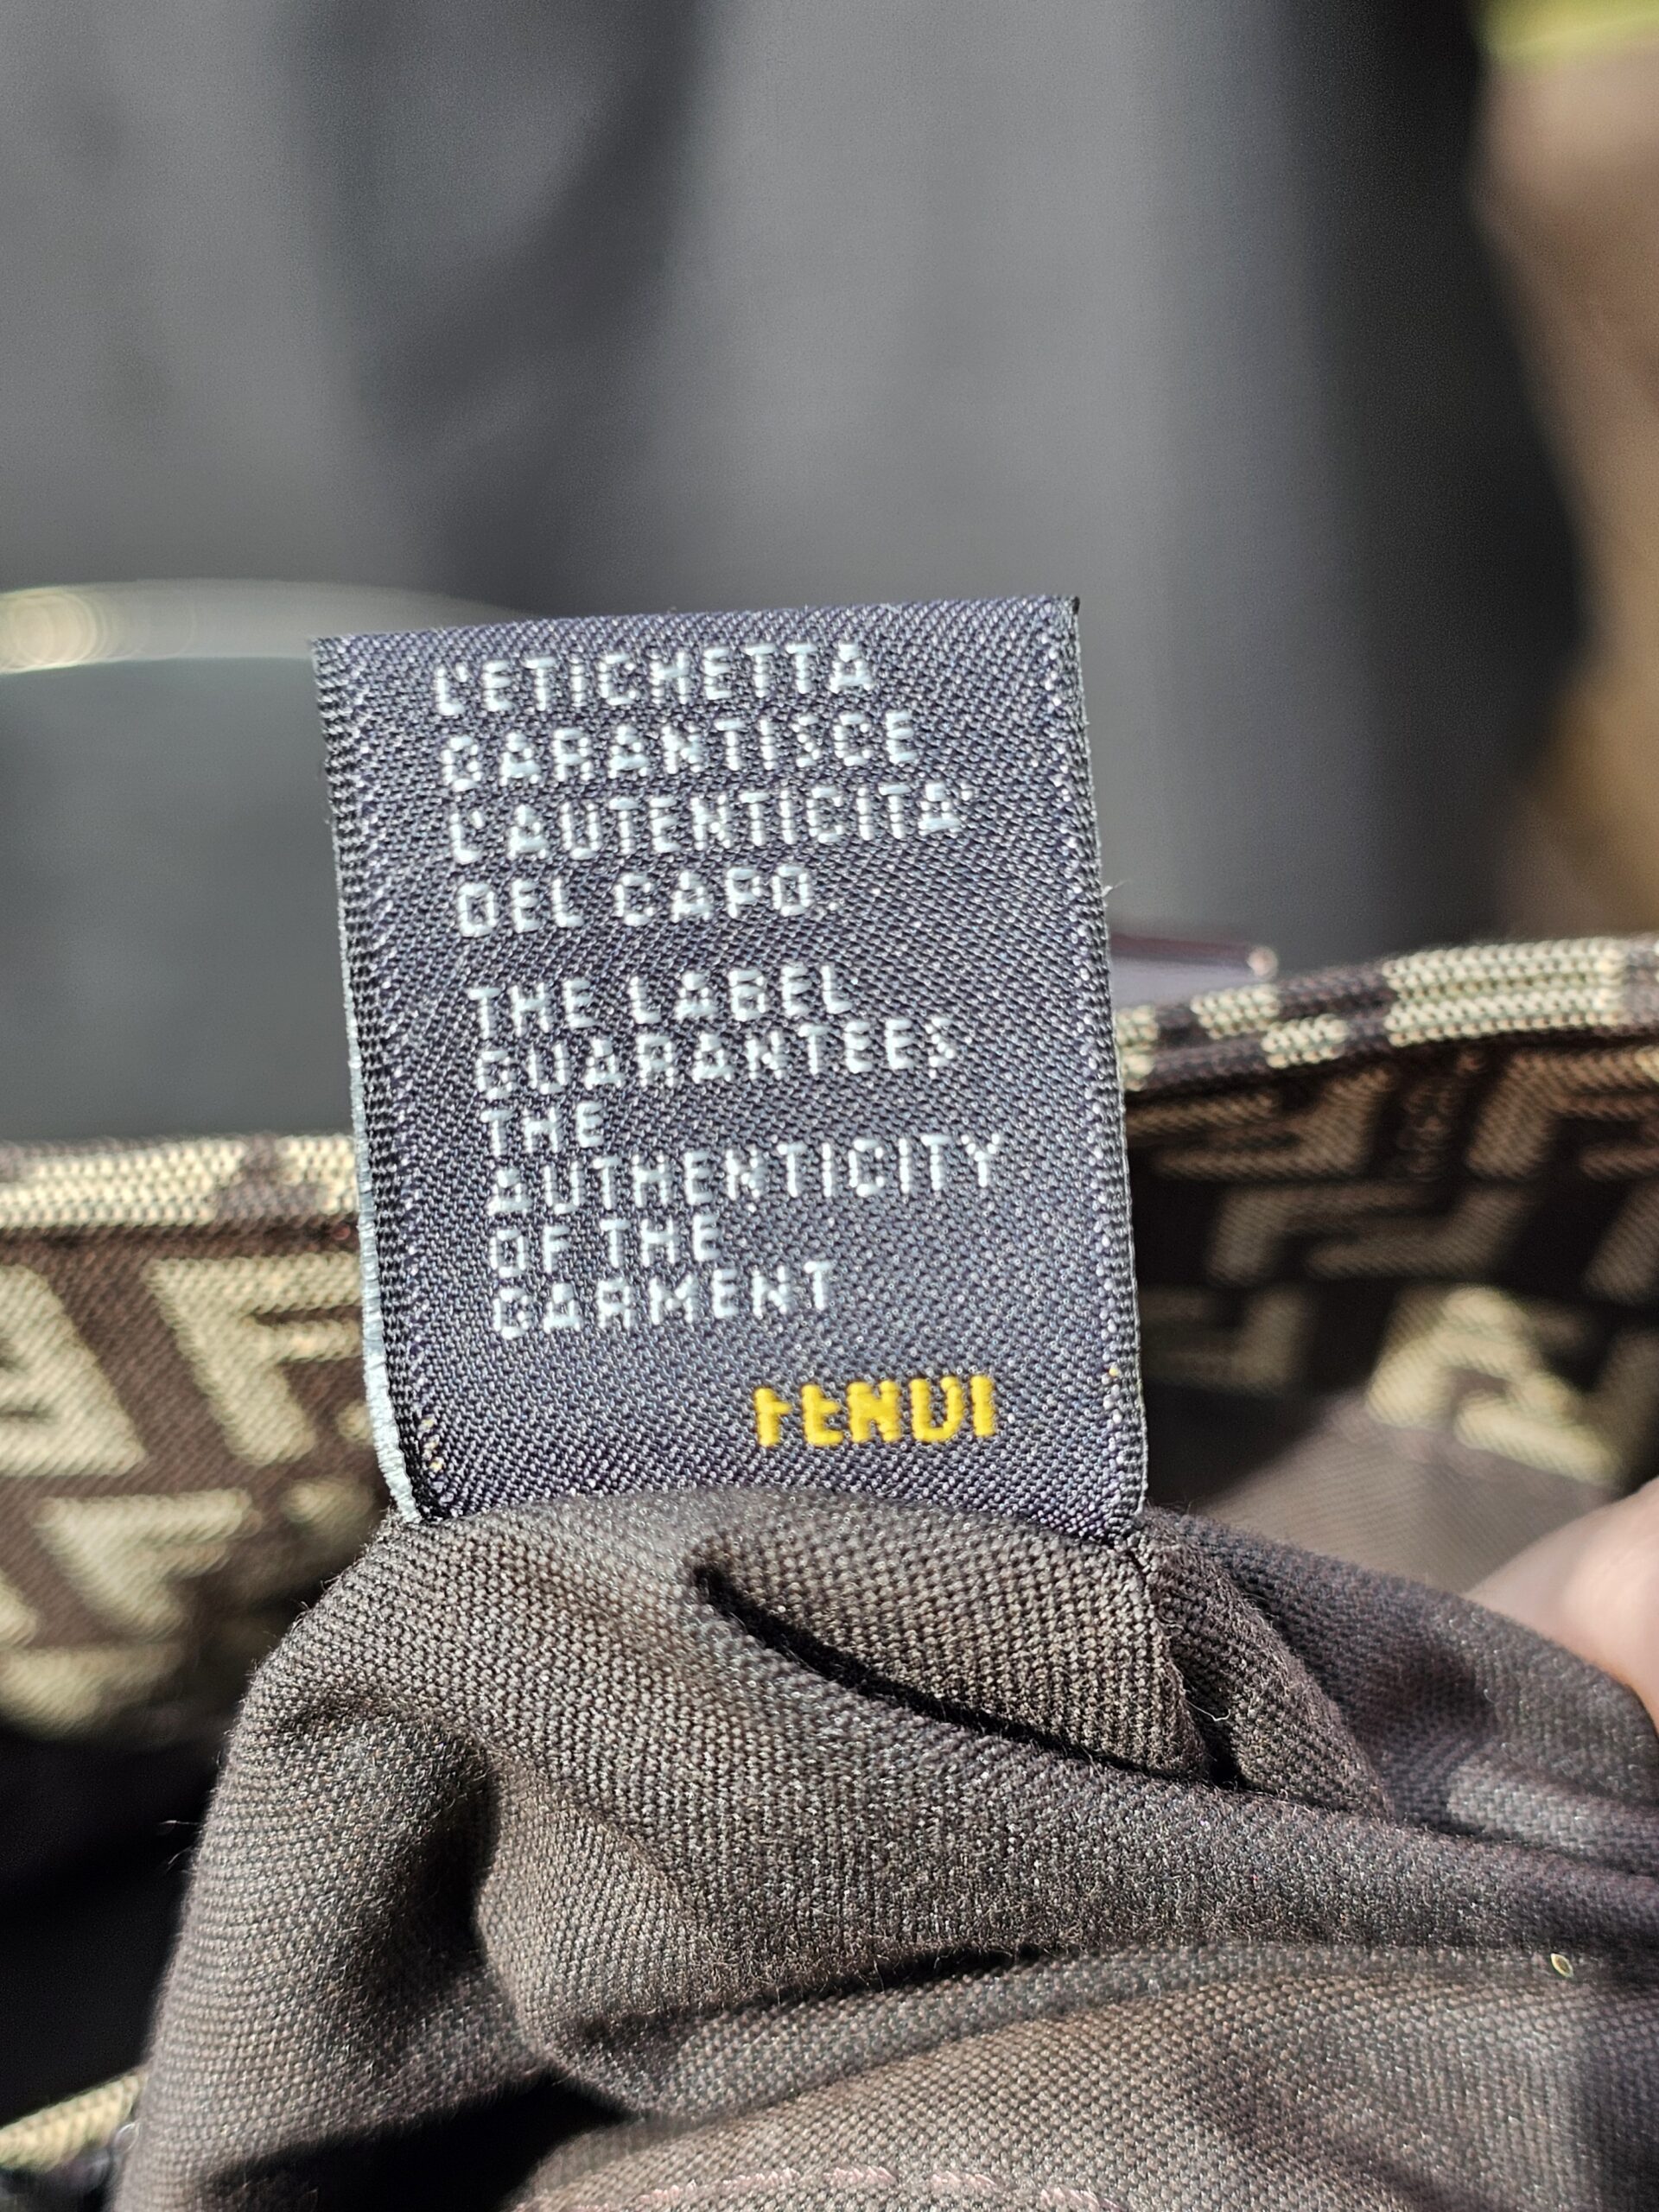 L'ETICHETTA
GARANTISCE
L'AUTENTICITA'
DEL CAPO.
THE LABEL
GUARANTEES
THE
AUTHENTICITY
OF THE
GARMENT
FENDI